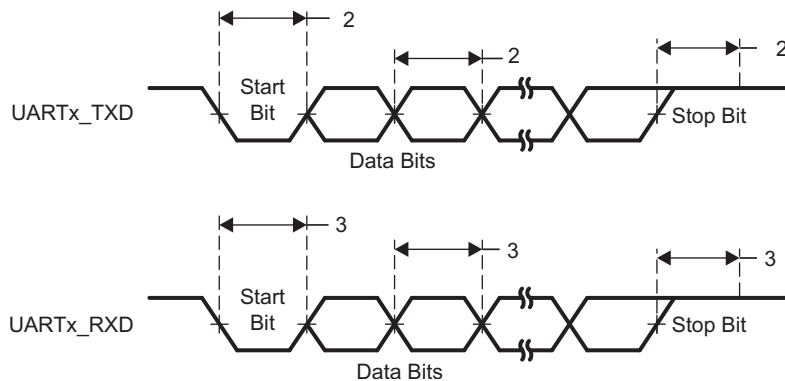 2
2
2
Start
Bit
UARTx_TXD
Stop Bit
Data Bits
3
3
3
Start
Bit
UARTx_RXD
Stop Bit
Data Bits